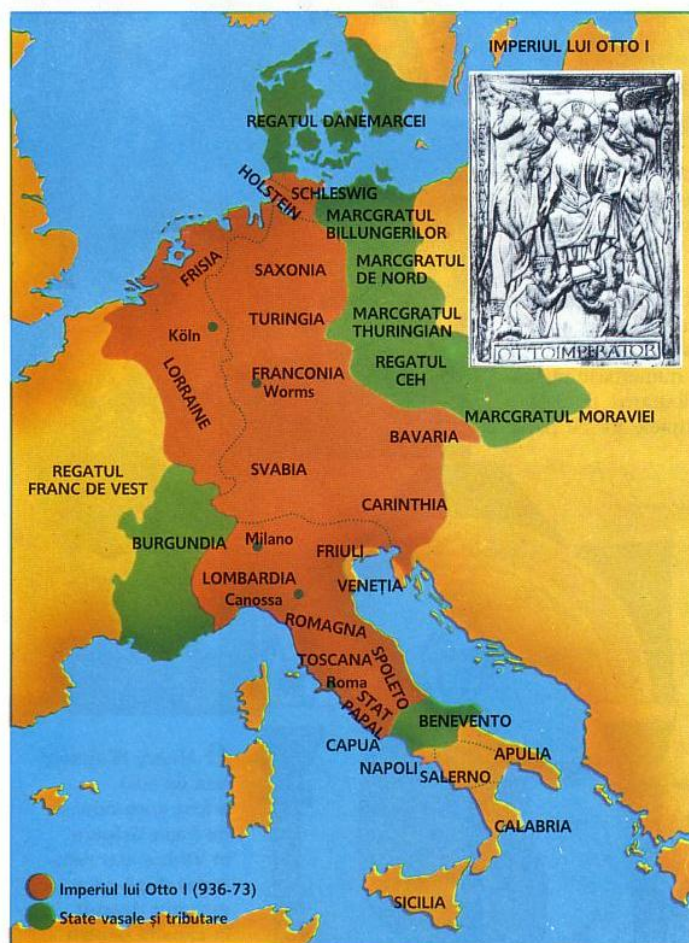 IMPERIUL LUI OTTO I
OTTO IMPERATOR
REGATUL DANEMARCEI
HOLSTEIN
SCHLESWIG
MARCGRATUL
BILLUNGERILOR
FRISIA
SAXONIA
MARCGRATUL
DE NORD
TURINGIA
MARCGRATUL
THURINGIAN
Köln
LORRAINE
FRANCONIA
Worms
REGATUL
CEH
MARCGRATUL MORAVIEI
BAVARIA
REGATUL
FRANC DE VEST
SVABIA
CARINTHIA
BURGUNDIA
Milano
FRIULI
LOMBARDIA
VENEȚIA
Canossa
ROMAGNA
TOSCANA
SPOLETO
Roma
STAT
PAPAL
BENEVENTO
CAPUA
APULIA
NAPOLI
SALERNO
CALABRIA
SICILIA
Imperiul lui Otto I (936-73)
State vasale și tributare